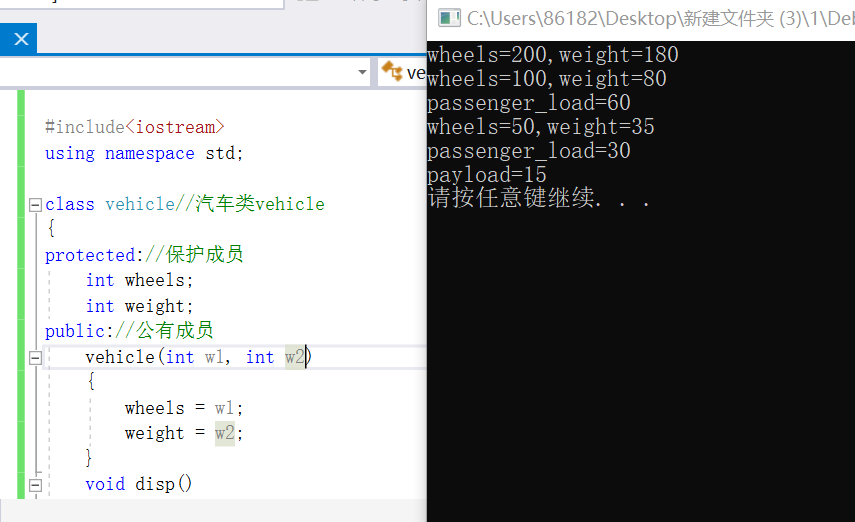 C:\Users\86182\Desktop\新建文件夹 (3)\1\Del
ve
#include<iostream>
using namespace std;
class vehicle//汽车类vehicle
{
protected://保护成员
int wheels;
int weight;
public://公有成员
vehicle(int w1, int w2)
{
wheels = w1;
weight = w2;
}
void disp()
wheels=200,weight=180
wheels=100,weight=80
passenger_load=60
wheels=50,weight=35
passenger_load=30
payload=15
请按任意键继续. . .